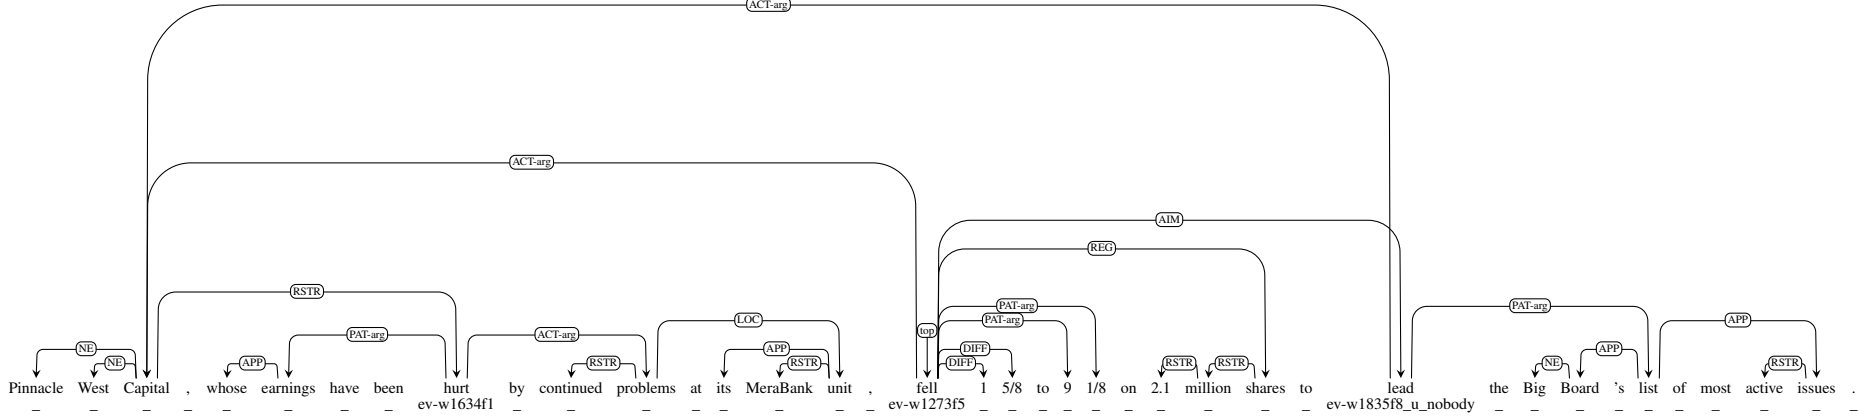 ACT-arg
ACT-arg
AIM
REG
RSTR PAT-arg PAT-arg
LOC PAT-arg APP
top
PAT-arg ACT-arg
NE APP DIFF APP
NE APP RSTR RSTR DIFF RSTR RSTR NE RSTR
Pinnacle West Capital , whose earnings have been hurt by continued problems at its MeraBank unit , fell 1 5/8 to 9 1/8 on 2.1 million shares to lead the Big Board 's list of most active issues .
_ _ _ _ _ _ _ _ ev-w1634f1 _ _ _ _ _ _ _ _ ev-w1273f5 _ _ _ _ _ _ _ _ _ _ ev-w1835f8_u_nobody _ _ _ _ _ _ _ _ _ _